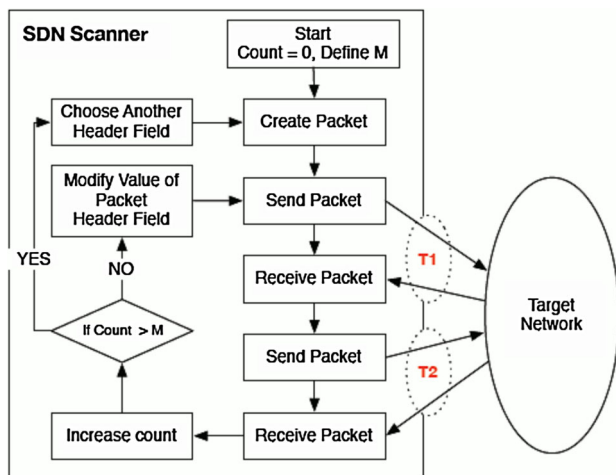 SDN Scanner
Start
Count = 0, Define M
Choose Another
Header Field
Create Packet
Modify Value of
Packet
Header Field
Send Packet
YES
NO
T1
Receive Packet
Target
Network
If Count > M
Send Packet
T2
Increase count
Receive Packet